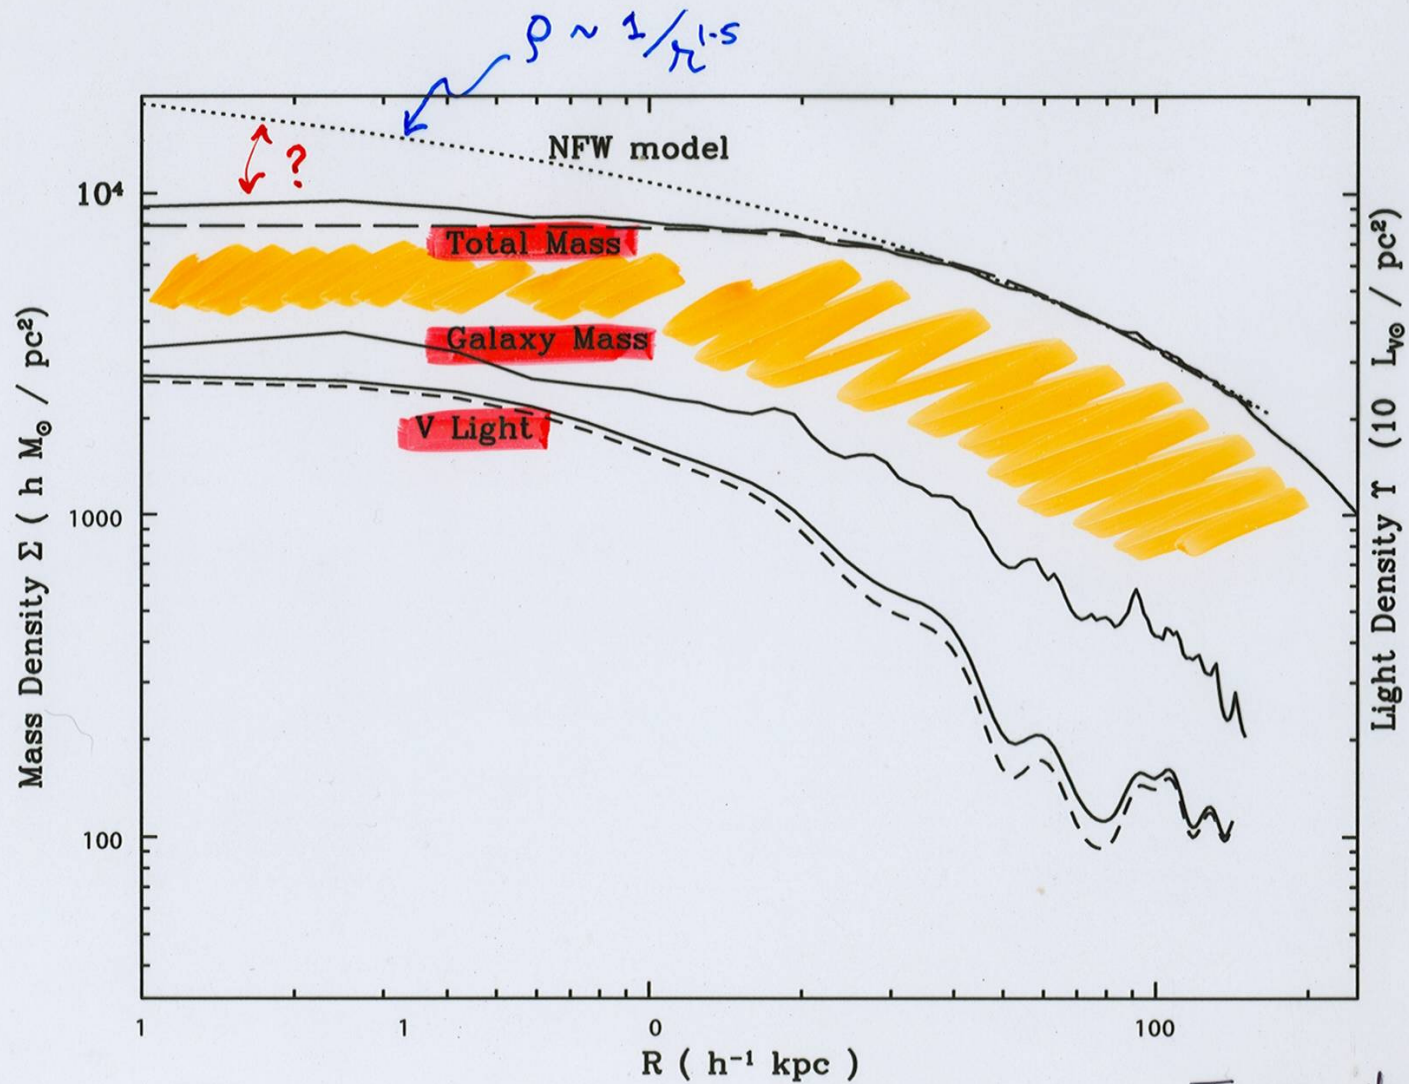 ρ ~ 1/r^1.5
NFW model
?
10⁴
Total Mass
Galaxy Mass
V Light
1000
100
Mass Density Σ ( h M⊙ / pc²)
Light Density ϒ (10 Lv⊙ / pc²)
1 1 0 100
R ( h⁻¹ kpc )